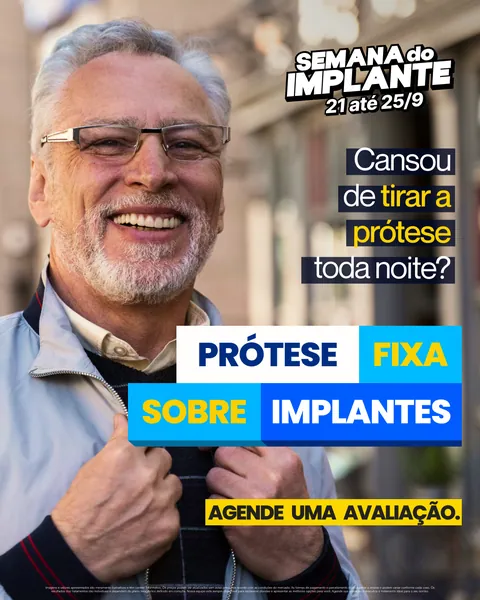 SEMANA do
IMPLANTE
21 até 25/9
Cansou
de tirar a
prótese
toda noite?
PRÓTESE FIXA
SOBRE IMPLANTES
AGENDE UMA AVALIAÇÃO.